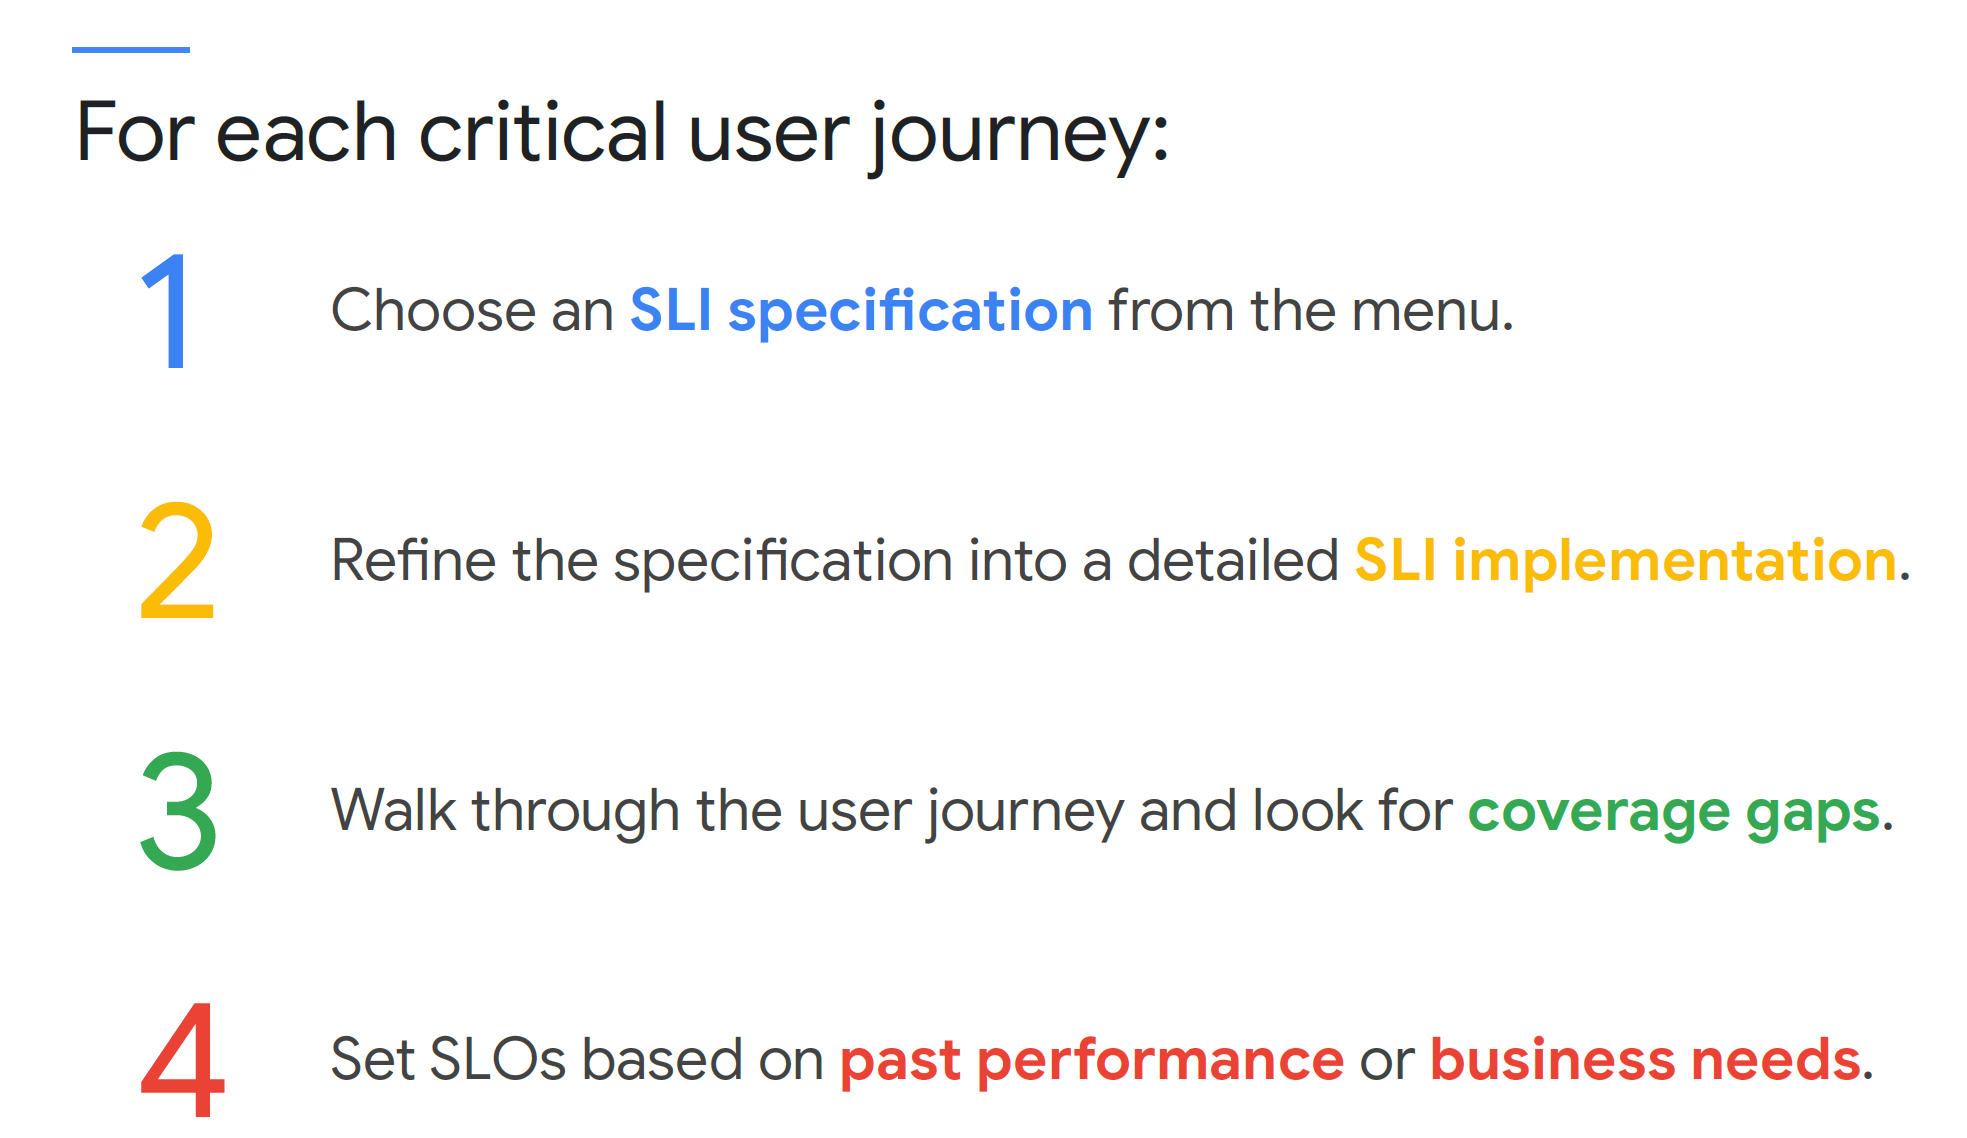 For each critical user journey:
1 Choose an SLI specification from the menu.
2 Refine the specification into a detailed SLI implementation.
3 Walk through the user journey and look for coverage gaps.
4 Set SLOs based on past performance or business needs.